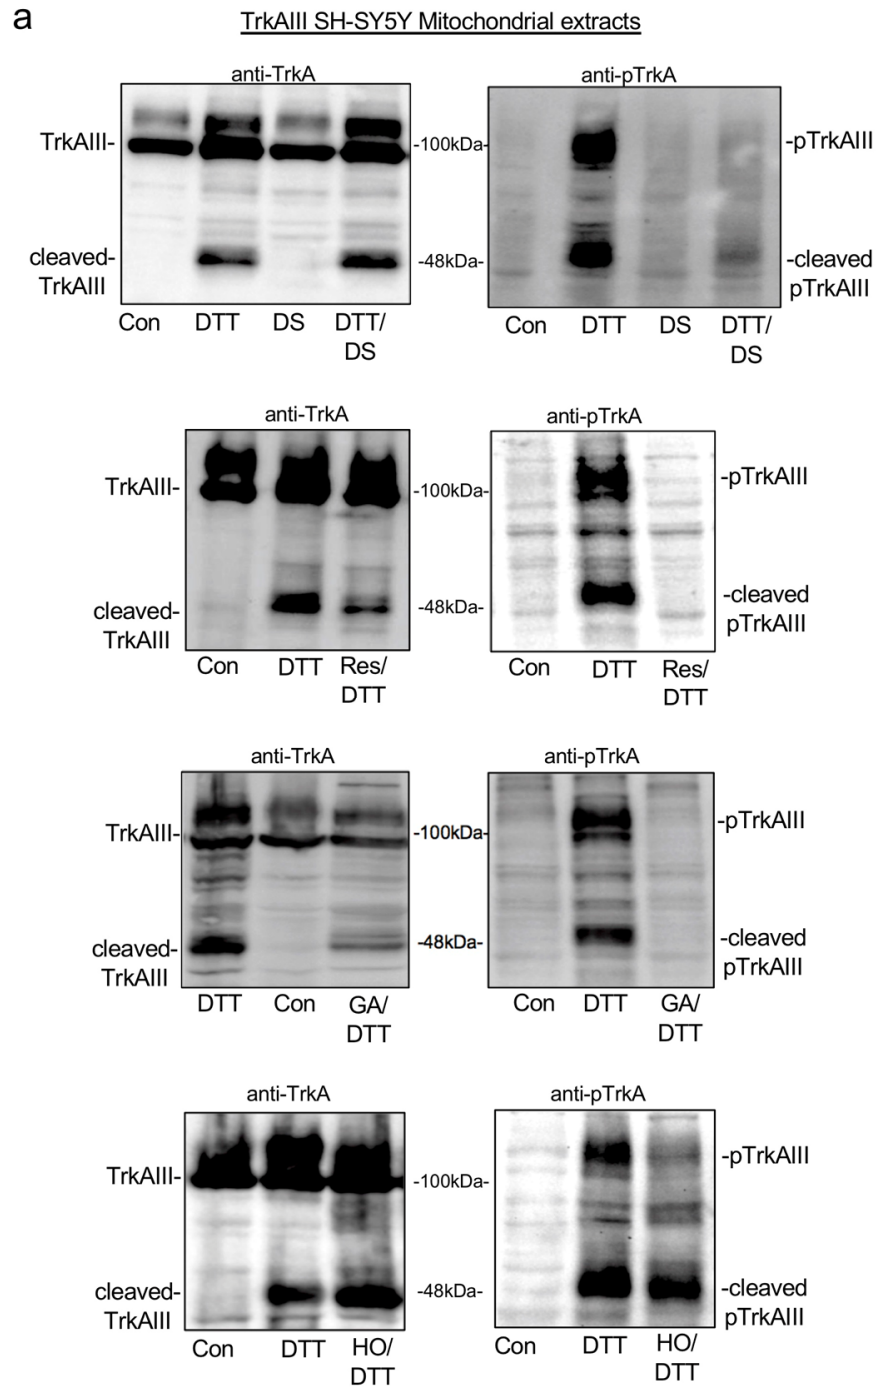 a
TrkAIII SH-SY5Y Mitochondrial extracts
anti-TrkA
anti-pTrkA
TrkAIII-
-100kDa-
-pTrkAIII
cleaved-
TrkAIII
-48kDa-
-cleaved
pTrkAIII
Con DTT DS DTT/
DS
Con DTT DS DTT/
DS
anti-TrkA
anti-pTrkA
TrkAIII-
-100kDa-
-pTrkAIII
cleaved-
TrkAIII
-48kDa-
-cleaved
pTrkAIII
Con DTT Res/
DTT
Con DTT Res/
DTT
anti-TrkA
anti-pTrkA
TrkAIII-
-100kDa-
-pTrkAIII
cleaved-
TrkAIII
-48kDa-
-cleaved
pTrkAIII
DTT Con GA/
DTT
Con DTT GA/
DTT
anti-TrkA
anti-pTrkA
TrkAIII-
-100kDa-
-pTrkAIII
cleaved-
TrkAIII
-48kDa-
-cleaved
pTrkAIII
Con DTT HO/
DTT
Con DTT HO/
DTT